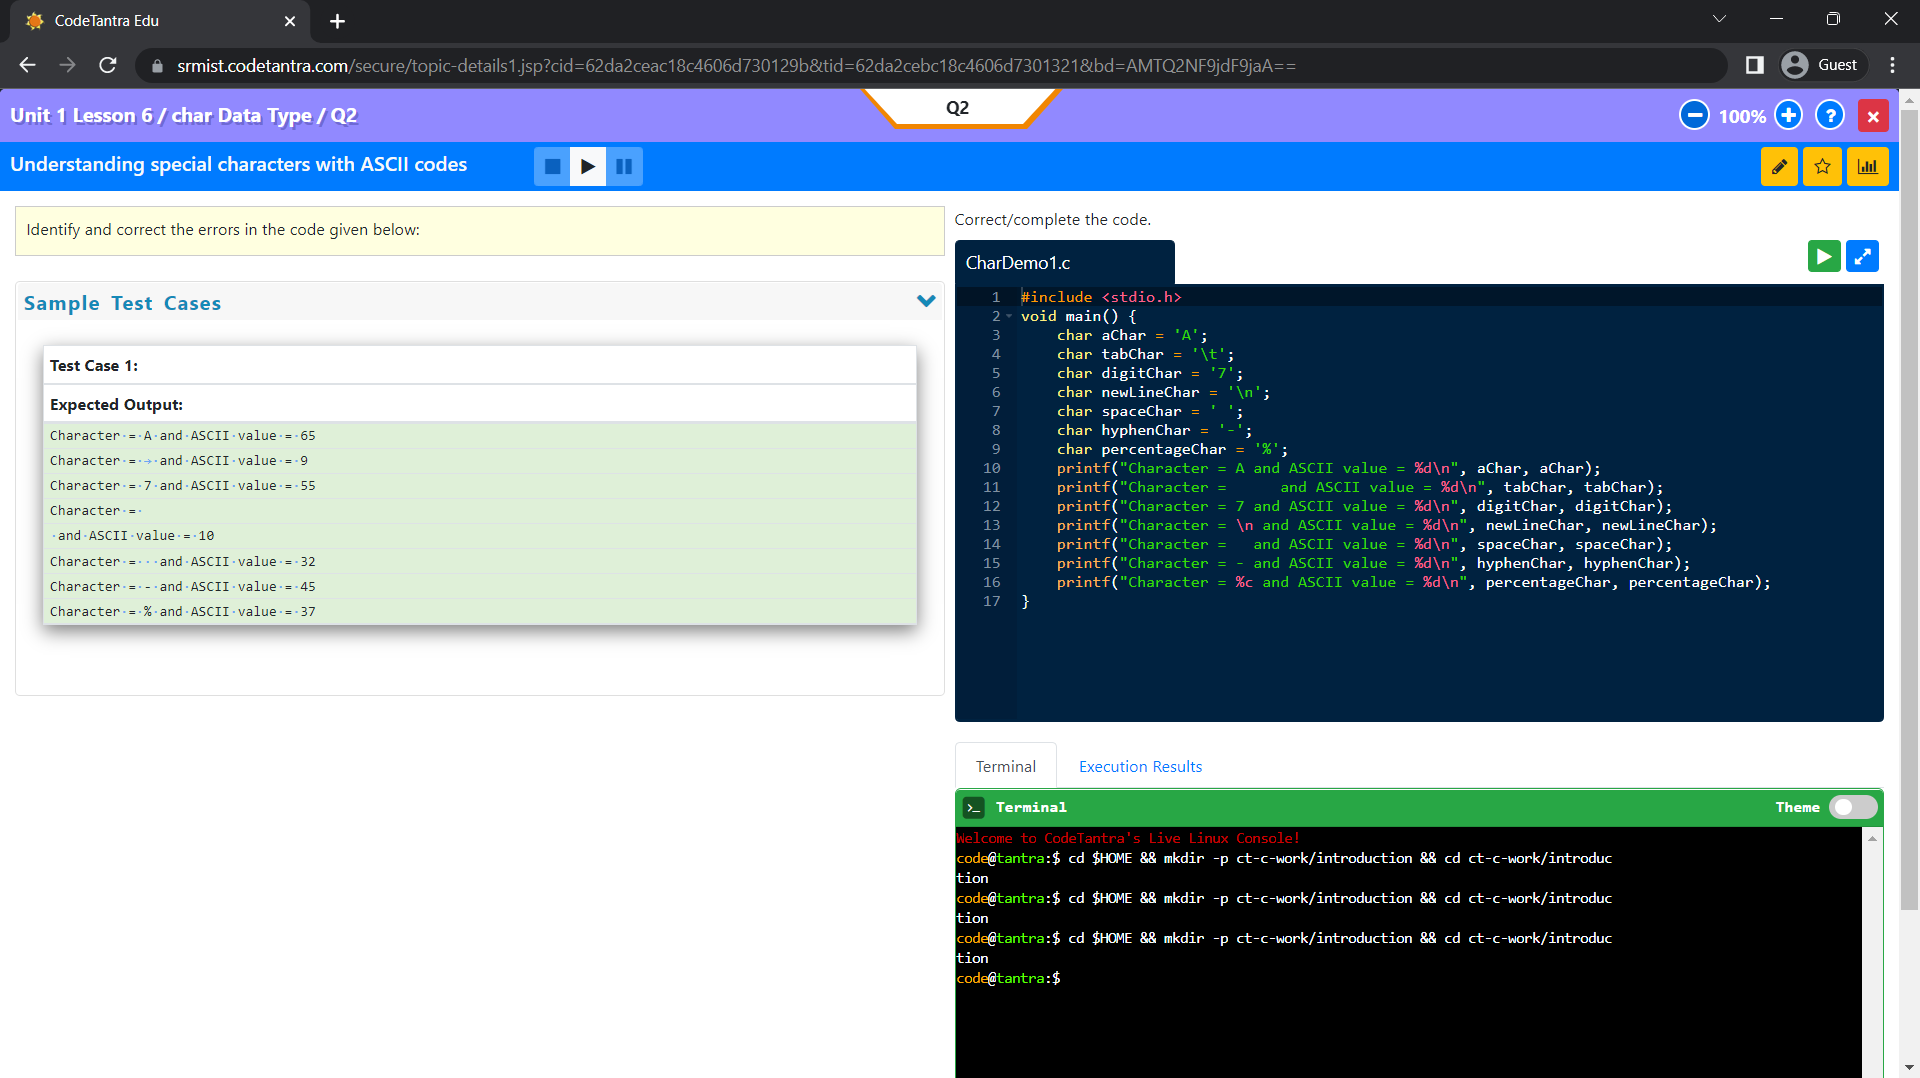 CodeTantra Edu
srmist.codetantra.com/secure/topic-details1.jsp?cid=62da2ceac18c4606d730129b&tid=62da2cebc18c4606d7301321&bd=AMTQ2NF9jdF9jaA==
Guest
Unit 1 Lesson 6 / char Data Type / Q2
Q2
100%
?
Understanding special characters with ASCII codes
Identify and correct the errors in the code given below:
Sample Test Cases
Test Case 1:
Expected Output:
Character·=·A·and·ASCII·value·=·65
Character·=·→·and·ASCII·value·=·9
Character·=·7·and·ASCII·value·=·55
Character·=·
·and·ASCII·value·=·10
Character·=···and·ASCII·value·=·32
Character·=·-·and·ASCII·value·=·45
Character·=·%·and·ASCII·value·=·37
Correct/complete the code.
CharDemo1.c
1 #include <stdio.h>
2 void main() {
3 char aChar = 'A';
4 char tabChar = '\t';
5 char digitChar = '7';
6 char newLineChar = '\n';
7 char spaceChar = ' ';
8 char hyphenChar = '-';
9 char percentageChar = '%';
10 printf("Character = A and ASCII value = %d\n", aChar, aChar);
11 printf("Character =      and ASCII value = %d\n", tabChar, tabChar);
12 printf("Character = 7 and ASCII value = %d\n", digitChar, digitChar);
13 printf("Character = \n and ASCII value = %d\n", newLineChar, newLineChar);
14 printf("Character =   and ASCII value = %d\n", spaceChar, spaceChar);
15 printf("Character = - and ASCII value = %d\n", hyphenChar, hyphenChar);
16 printf("Character = %c and ASCII value = %d\n", percentageChar, percentageChar);
17 }
Terminal
Execution Results
Terminal
Theme
Welcome to CodeTantra's Live Linux Console!
code@tantra:$ cd $HOME && mkdir -p ct-c-work/introduction && cd ct-c-work/introduc
tion
code@tantra:$ cd $HOME && mkdir -p ct-c-work/introduction && cd ct-c-work/introduc
tion
code@tantra:$ cd $HOME && mkdir -p ct-c-work/introduction && cd ct-c-work/introduc
tion
code@tantra:$